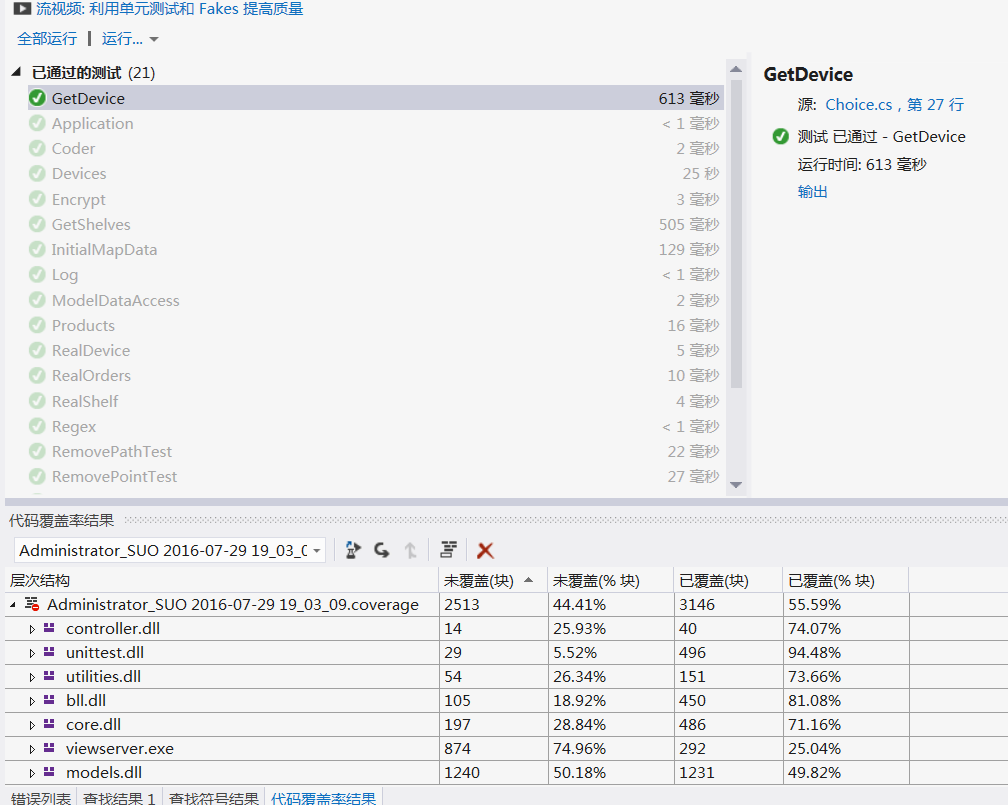 流视频: 利用单元测试和 Fakes 提高质量
全部运行 | 运行...
已通过的测试 (21)
GetDevice 613 毫秒
Application < 1 毫秒
Coder 2 毫秒
Devices 25 秒
Encrypt 3 毫秒
GetShelves 505 毫秒
InitialMapData 129 毫秒
Log < 1 毫秒
ModelDataAccess 2 毫秒
Products 16 毫秒
RealDevice 5 毫秒
RealOrders 10 毫秒
RealShelf 4 毫秒
Regex < 1 毫秒
RemovePathTest 22 毫秒
RemovePointTest 27 毫秒
GetDevice
源: Choice.cs，第 27 行
测试 已通过 - GetDevice
运行时间: 613 毫秒
输出
代码覆盖率结果
Administrator_SUO 2016-07-29 19_03_0
层次结构 未覆盖(块) 未覆盖(% 块) 已覆盖(块) 已覆盖(% 块)
Administrator_SUO 2016-07-29 19_03_09.coverage 2513 44.41% 3146 55.59%
controller.dll 14 25.93% 40 74.07%
unittest.dll 29 5.52% 496 94.48%
utilities.dll 54 26.34% 151 73.66%
bll.dll 105 18.92% 450 81.08%
core.dll 197 28.84% 486 71.16%
viewserver.exe 874 74.96% 292 25.04%
models.dll 1240 50.18% 1231 49.82%
错误列表 查找结果 1 查找符号结果 代码覆盖率结果